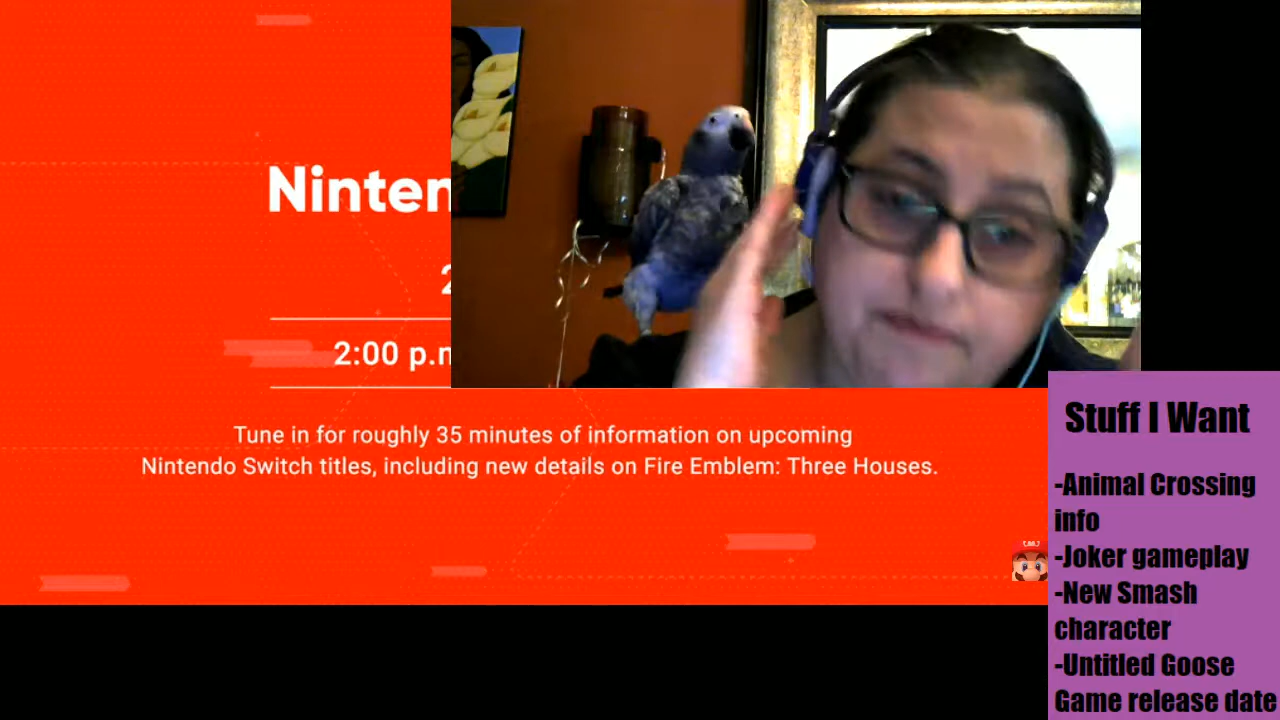 Ninten
2
2:00 p.m
Tune in for roughly 35 minutes of information on upcoming
Nintendo Switch titles, including new details on Fire Emblem: Three Houses.
Stuff I Want
-Animal Crossing
info
-Joker gameplay
-New Smash
character
-Untitled Goose
Game release date